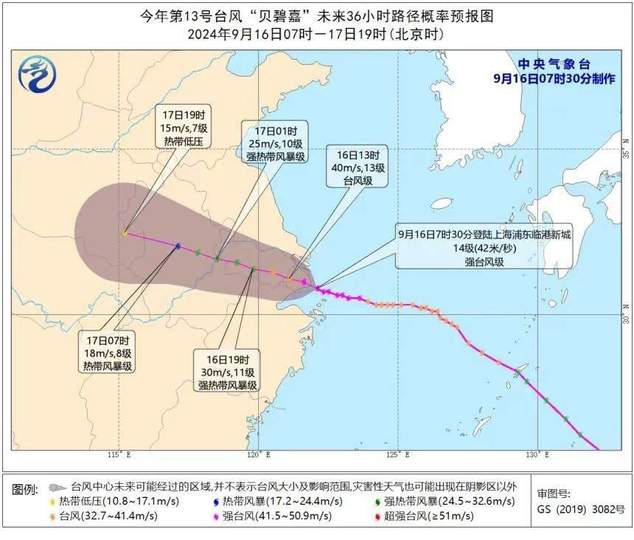 今年第13号台风“贝碧嘉”未来36小时路径概率预报图
2024年9月16日07时—17日19时(北京时)
中央气象台
9月16日07时30分制作
17日19时
15m/s,7级
热带低压
17日01时
25m/s,10级
强热带风暴级
16日13时
40m/s,13级
台风级
9月16日7时30分登陆上海浦东临港新城
14级(42米/秒)
强台风级
17日07时
18m/s,8级
热带风暴级
16日19时
30m/s,11级
强热带风暴级
35°N
30°N
115°E
120°E
125°E
130°E
图例:
台风中心未来可能经过的区域,并不表示台风大小及影响范围,灾害性天气也可能出现在阴影区以外
热带低压(10.8~17.1m/s)
热带风暴(17.2~24.4m/s)
强热带风暴(24.5~32.6m/s)
台风(32.7~41.4m/s)
强台风(41.5~50.9m/s)
超强台风(≥51m/s)
审图号:
GS (2019) 3082号